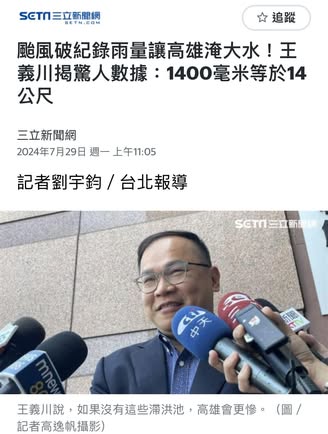 SETN 三立新聞網
SETN.COM
追蹤
颱風破紀錄雨量讓高雄淹大水！王
義川揭驚人數據：1400毫米等於14
公尺
三立新聞網
2024年7月29日 週一 上午11:05
記者劉宇鈞／台北報導
SETN 三立新聞網
中天
mnews
王義川說，如果沒有這些滯洪池，高雄會更慘。（圖／
記者高逸帆攝影）